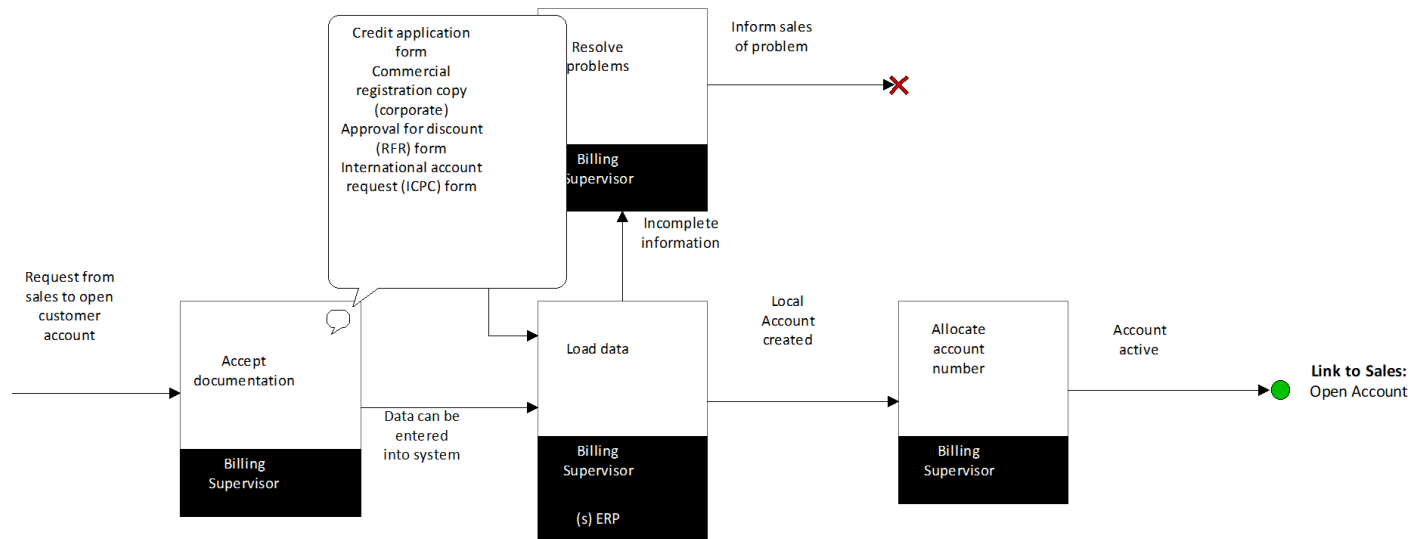 Credit application
form
Commercial
registration copy
(corporate)
Approval for discount
(RFR) form
International account
request (ICPC) form
Resolve
problems
Billing
Supervisor
Inform sales
of problem
Incomplete
information
Request from
sales to open
customer
account
Accept
documentation
Billing
Supervisor
Data can be
entered
into system
Load data
Billing
Supervisor
(s) ERP
Local
Account
created
Allocate
account
number
Billing
Supervisor
Account
active
Link to Sales:
Open Account